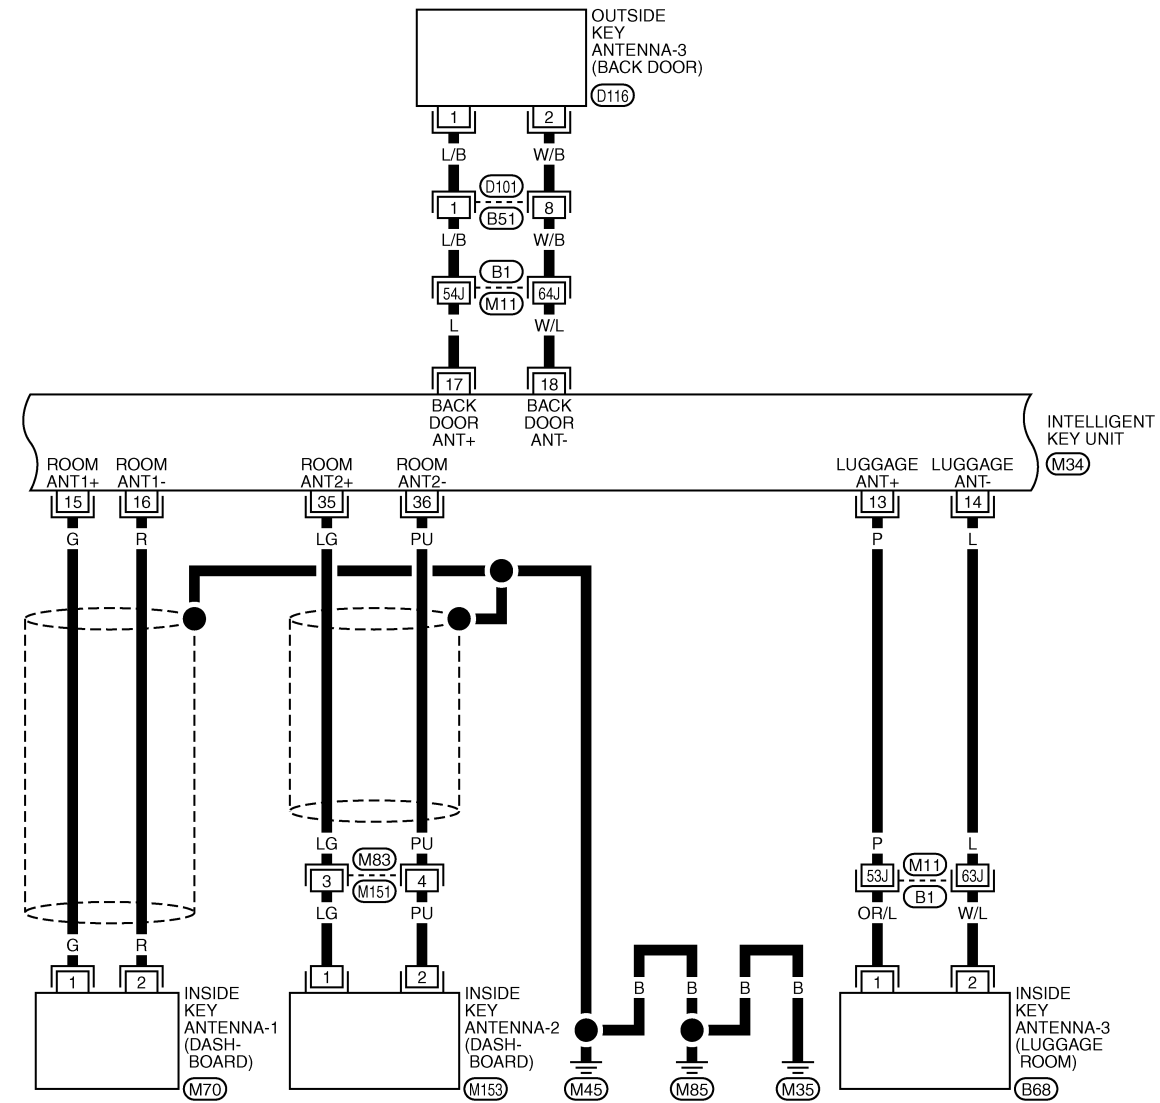 OUTSIDE
KEY
ANTENNA-3
(BACK DOOR)
D116
1 2
L/B W/B
D101
1 8
B51
L/B W/B
B1
54J 64J
M11
L W/L
17 18
BACK DOOR ANT+
BACK DOOR ANT-
INTELLIGENT
KEY UNIT
M34
ROOM ANT1+
ROOM ANT1-
ROOM ANT2+
ROOM ANT2-
LUGGAGE ANT+
LUGGAGE ANT-
15 16 35 36 13 14
G R LG PU P L
LG PU P L
M83
3 4
M151
M11
53J 63J
B1
LG PU OR/L W/L
G R
1 2 1 2 1 2
B B B B
INSIDE
KEY
ANTENNA-1
(DASH-
BOARD)
M70
INSIDE
KEY
ANTENNA-2
(DASH-
BOARD)
M153
M45 M85 M35
INSIDE
KEY
ANTENNA-3
(LUGGAGE
ROOM)
B68